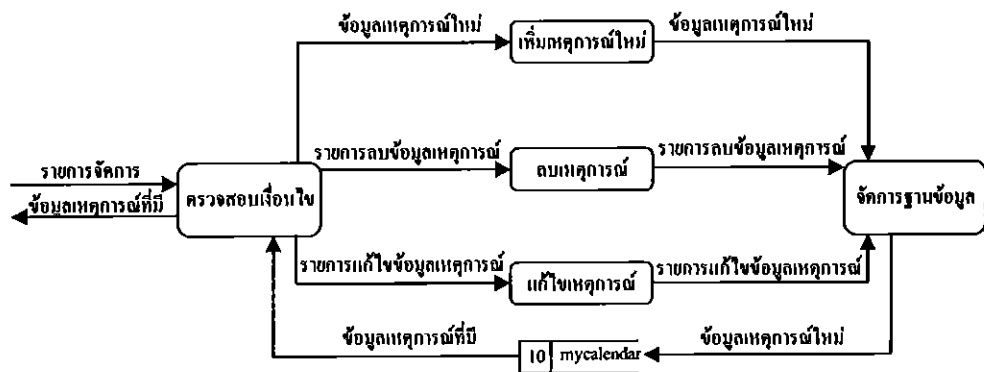 ข้อมูลเหตุการณ์ใหม่
เพิ่มเหตุการณ์ใหม่
ข้อมูลเหตุการณ์ใหม่
รายการจัดการ
ข้อมูลเหตุการณ์ที่มี
ตรวจสอบเงื่อนไข
รายการลบข้อมูลเหตุการณ์
ลบเหตุการณ์
รายการลบข้อมูลเหตุการณ์
จัดการฐานข้อมูล
รายการแก้ไขข้อมูลเหตุการณ์
แก้ไขเหตุการณ์
รายการแก้ไขข้อมูลเหตุการณ์
ข้อมูลเหตุการณ์ที่มี
10 mycalendar
ข้อมูลเหตุการณ์ใหม่